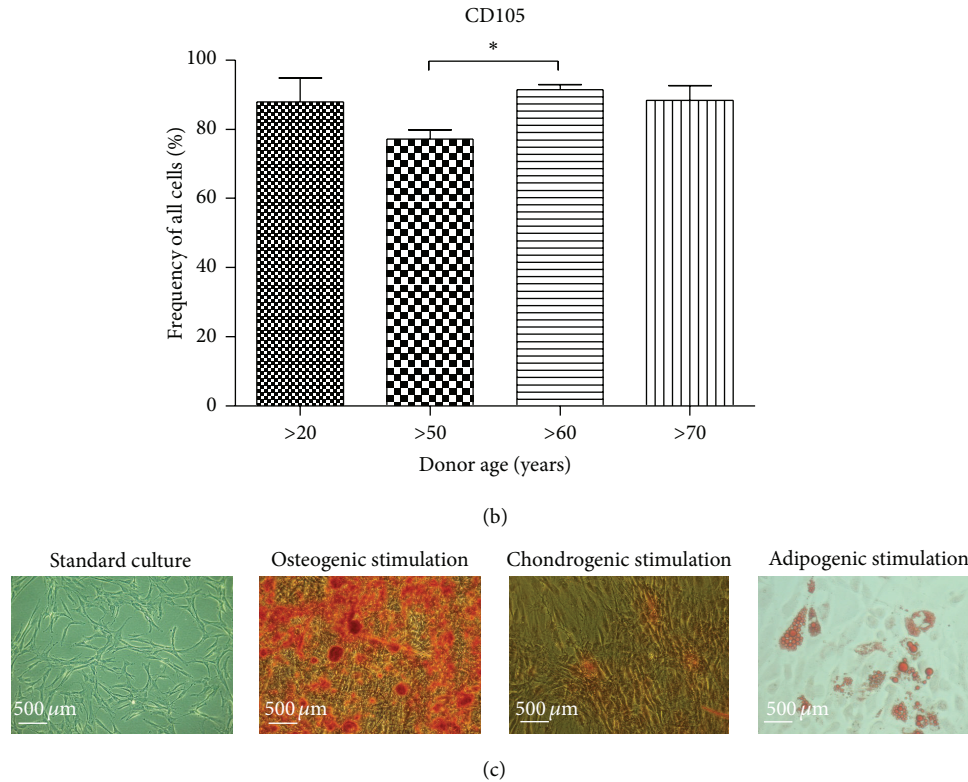 CD105
*
100
80
60
40
20
0
Frequency of all cells (%)
>20
>50
>60
>70
Donor age (years)
(b)
Standard culture
Osteogenic stimulation
Chondrogenic stimulation
Adipogenic stimulation
500 μm
500 μm
500 μm
500 μm
(c)